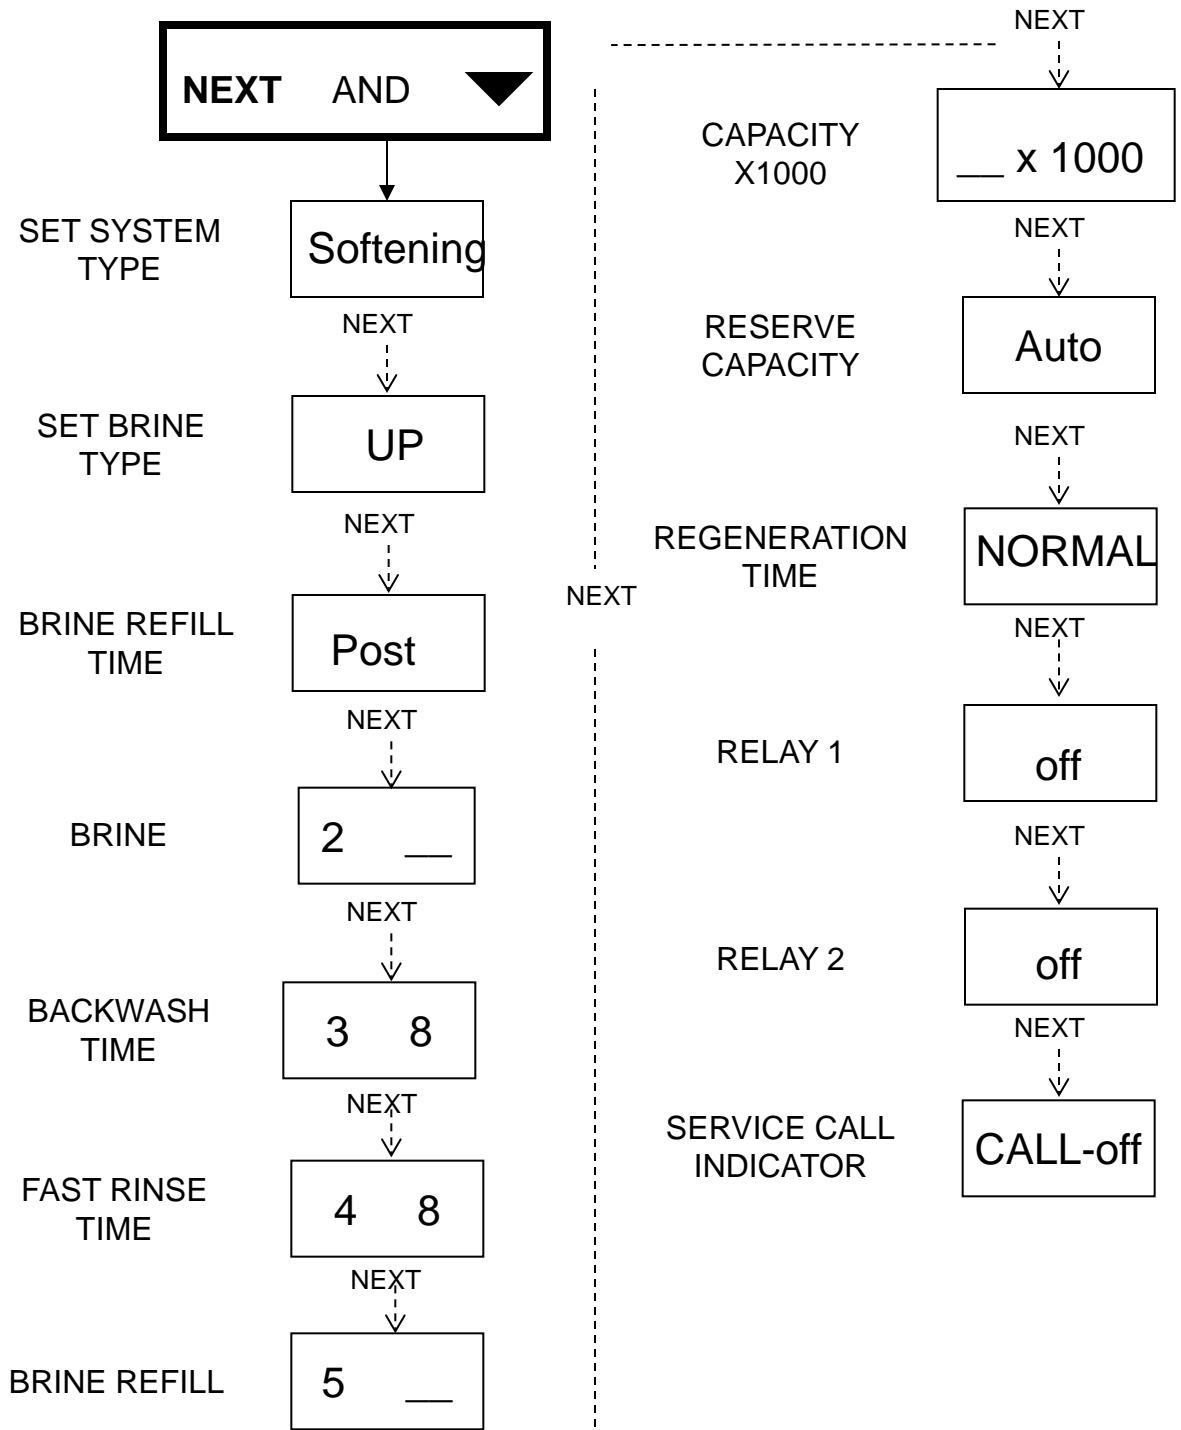 NEXT AND
SET SYSTEM
TYPE
Softening
NEXT
SET BRINE
TYPE
UP
NEXT
BRINE REFILL
TIME
Post
NEXT
BRINE
2 __
NEXT
BACKWASH
TIME
3 8
NEXT
FAST RINSE
TIME
4 8
NEXT
BRINE REFILL
5 __
NEXT
NEXT
CAPACITY
X1000
__ x 1000
NEXT
RESERVE
CAPACITY
Auto
NEXT
REGENERATION
TIME
NORMAL
NEXT
RELAY 1
off
NEXT
RELAY 2
off
NEXT
SERVICE CALL
INDICATOR
CALL-off